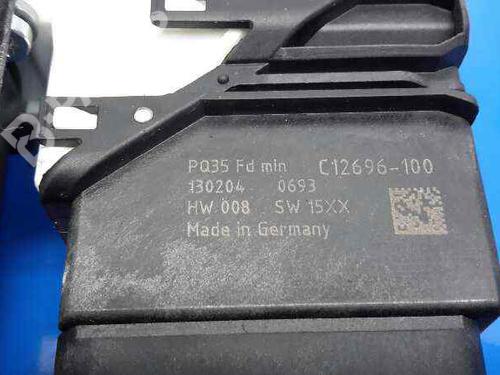 PQ35 Fd min C12696-100
130204 0693
HW 008 SW 15XX
Made in Germany